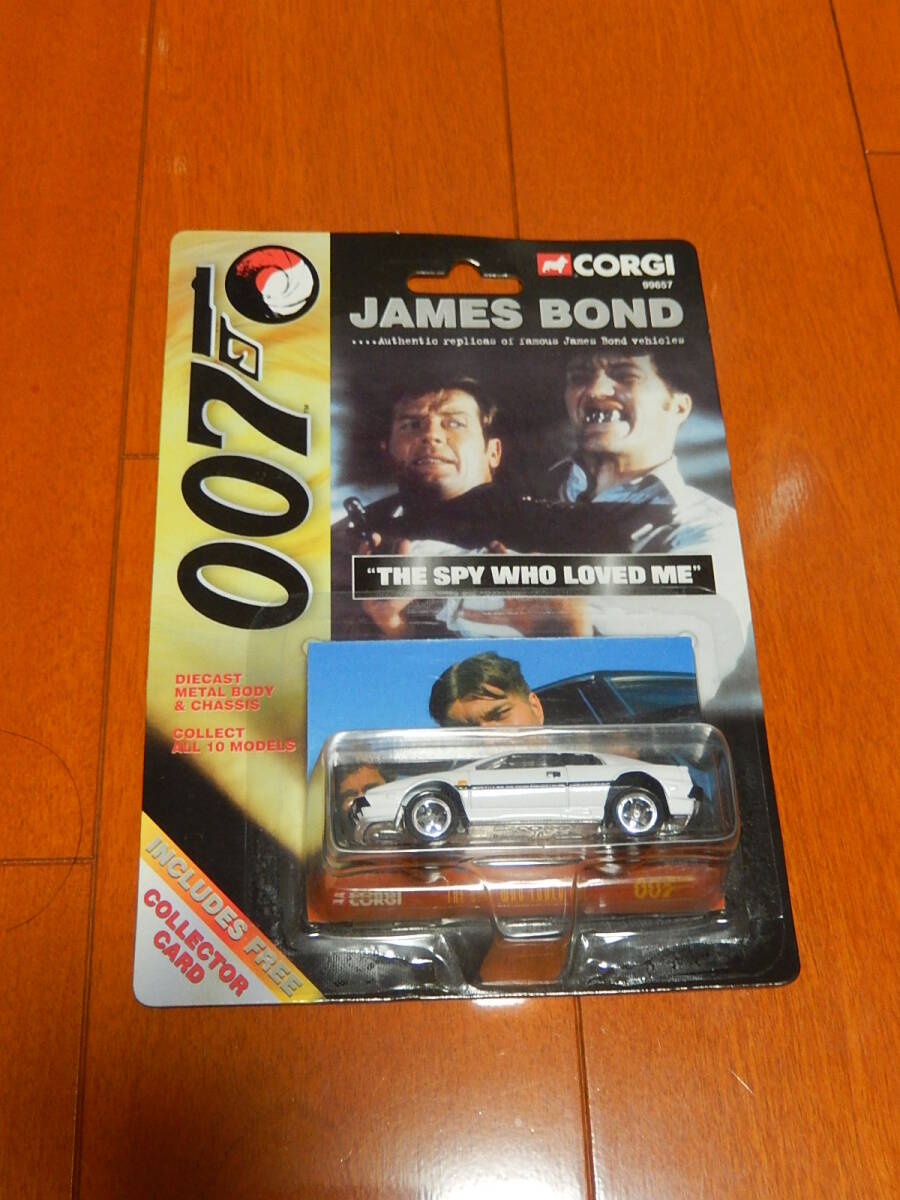 CORGI
99657
JAMES BOND
....Authentic replicas of famous James Bond vehicles
007
"THE SPY WHO LOVED ME"
DIECAST
METAL BODY
& CHASSIS
COLLECT
ALL 10 MODELS
INCLUDES FREE
COLLECTOR
CARD
CORGI
007